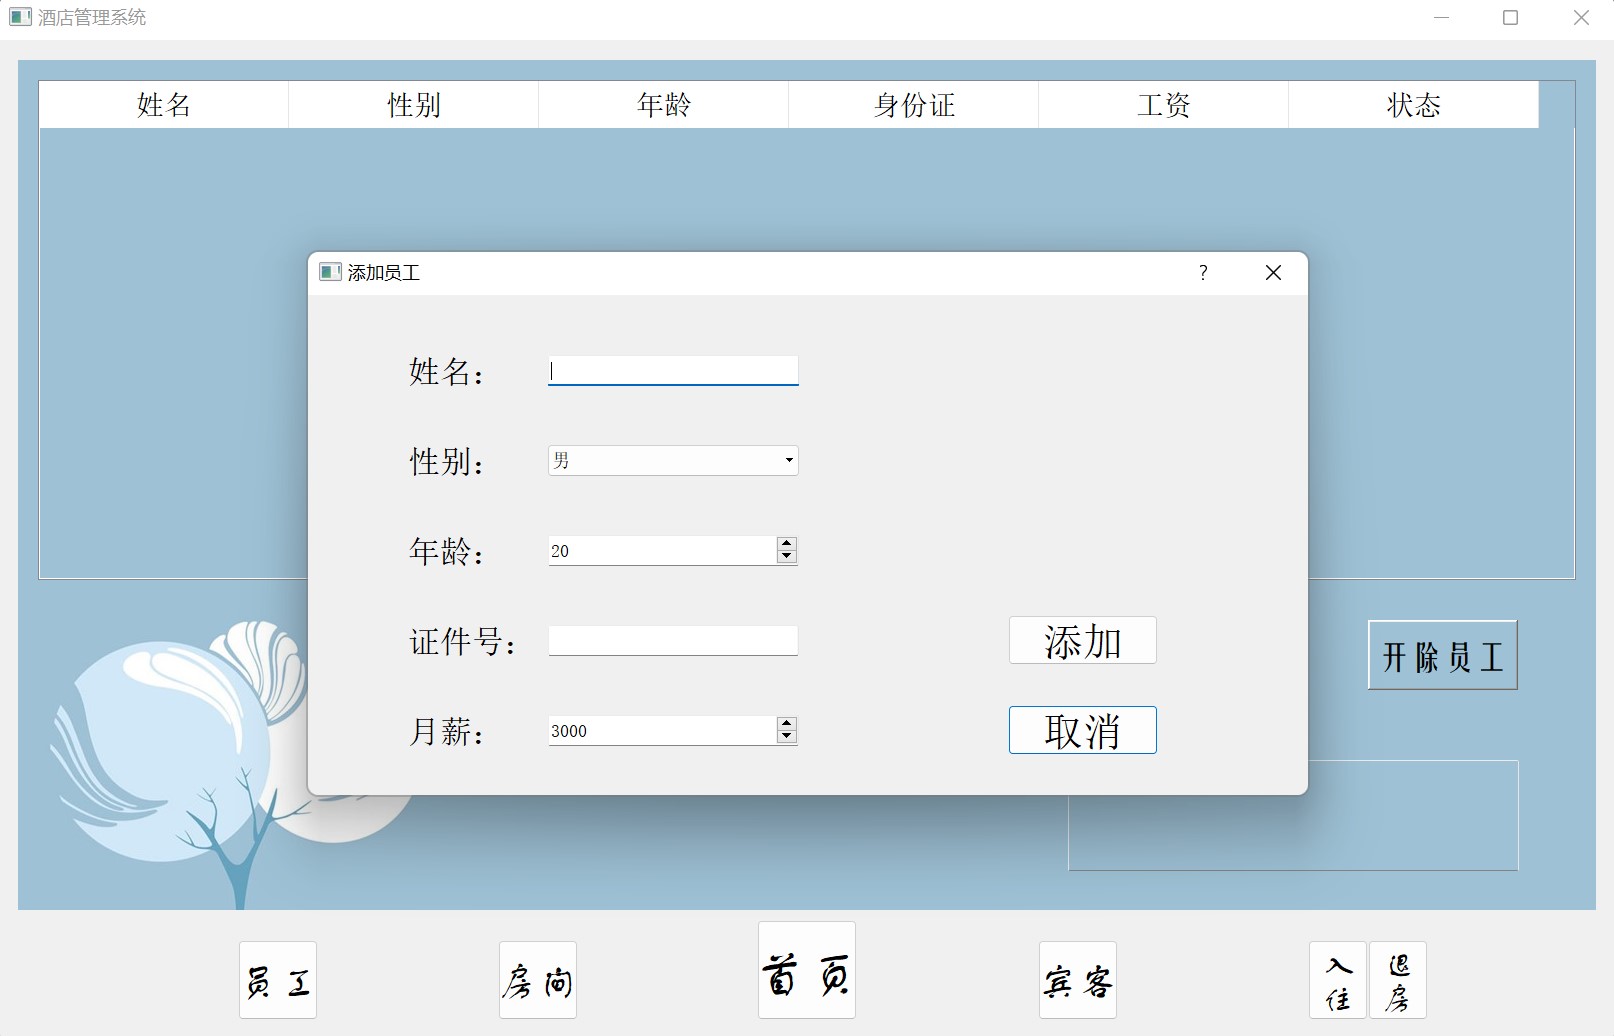 酒店管理系统
姓名 性别 年龄 身份证 工资 状态
添加员工 ?
姓名：
性别： 男
年龄： 20
证件号： 添加
月薪： 3000 取消
开除员工
员工 房间 首页 宾客 入住 退房